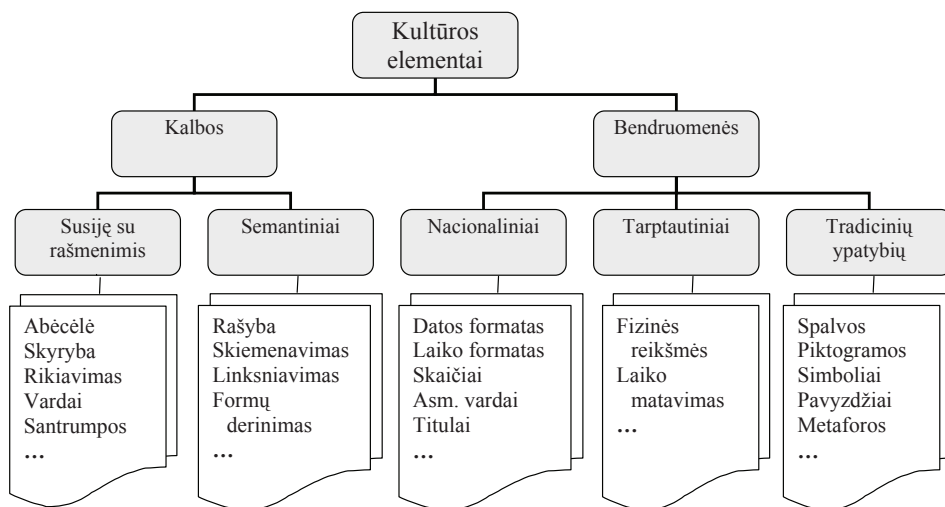 Kultūros
elementai
Kalbos
Bendruomenės
Susiję su
rašmenimis
Semantiniai
Nacionaliniai
Tarptautiniai
Tradicinių
ypatybių
Abėcėlė
Skyryba
Rikiavimas
Vardai
Santrumpos
...
Rašyba
Skiemenavimas
Linksniavimas
Formų
derinimas
...
Datos formatas
Laiko formatas
Skaičiai
Asm. vardai
Titulai
...
Fizinės
reikšmės
Laiko
matavimas
...
Spalvos
Piktogramos
Simboliai
Pavyzdžiai
Metaforos
...